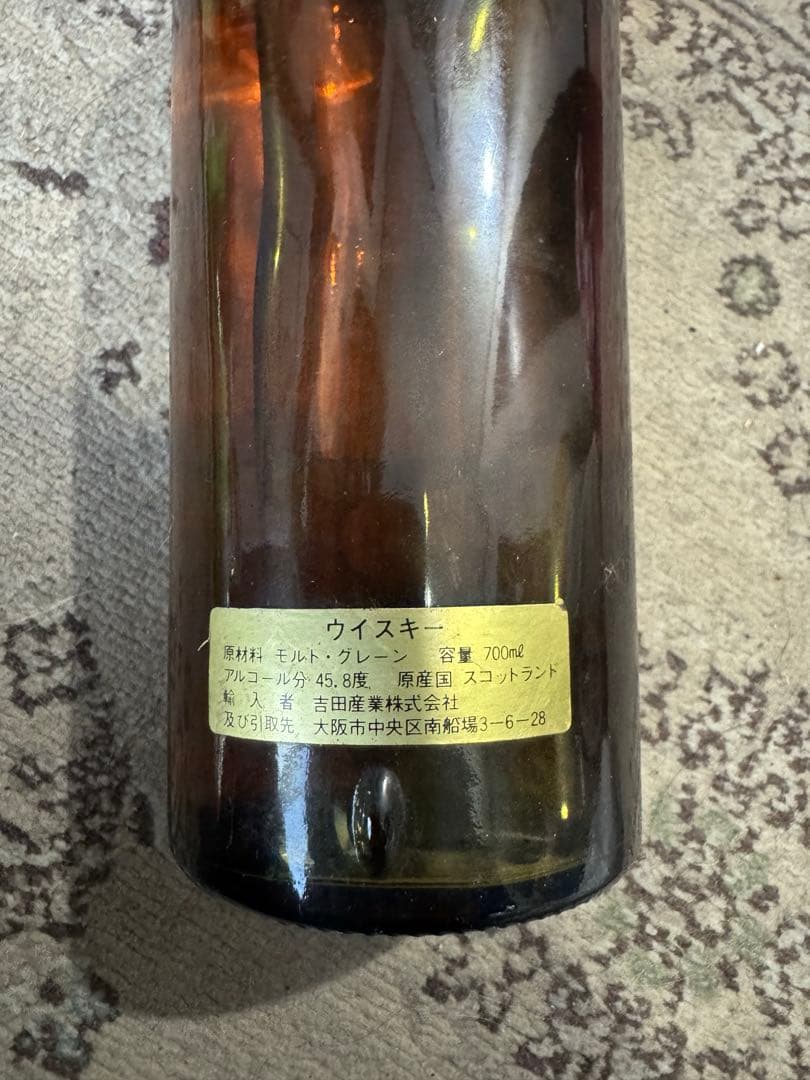 ウイスキー
原材料 モルト・グレーン 容量 700ml
アルコール分 45.8度 原産国 スコットランド
輸入者 吉田産業株式会社
及び引取先 大阪市中央区南船場3-6-28